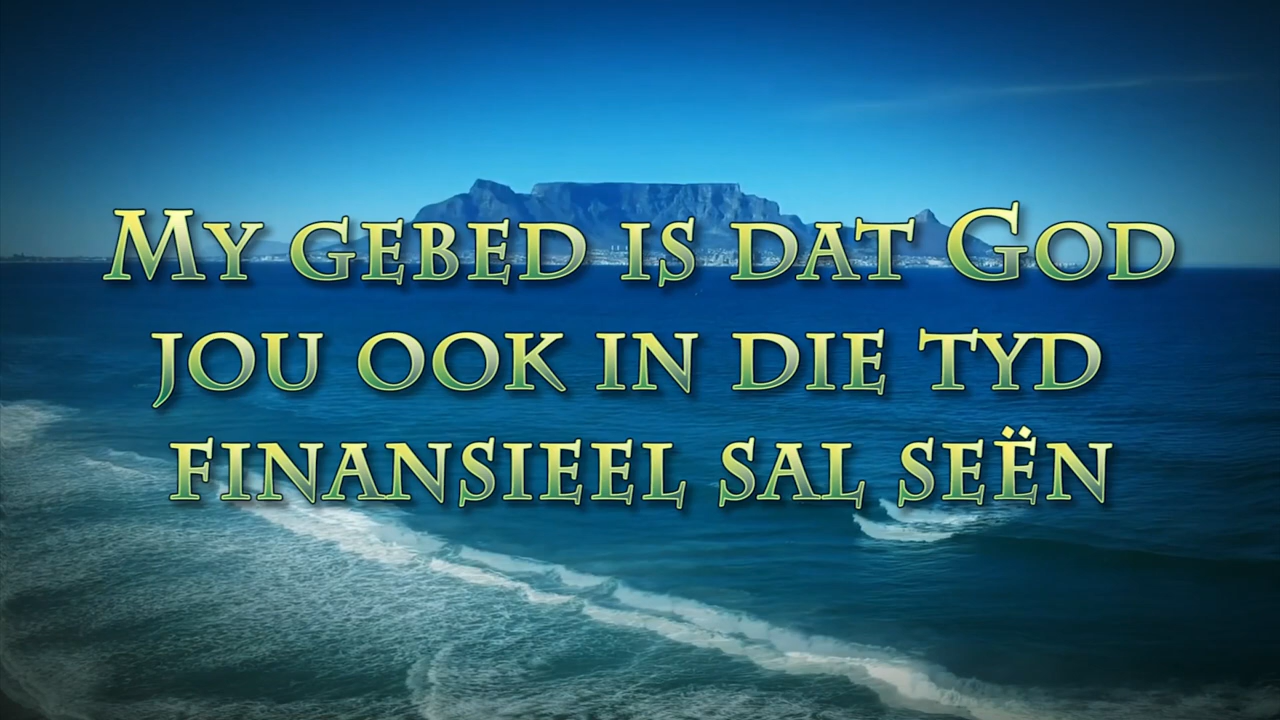 My gebed is dat God
jou ook in die tyd
finansieel sal seën